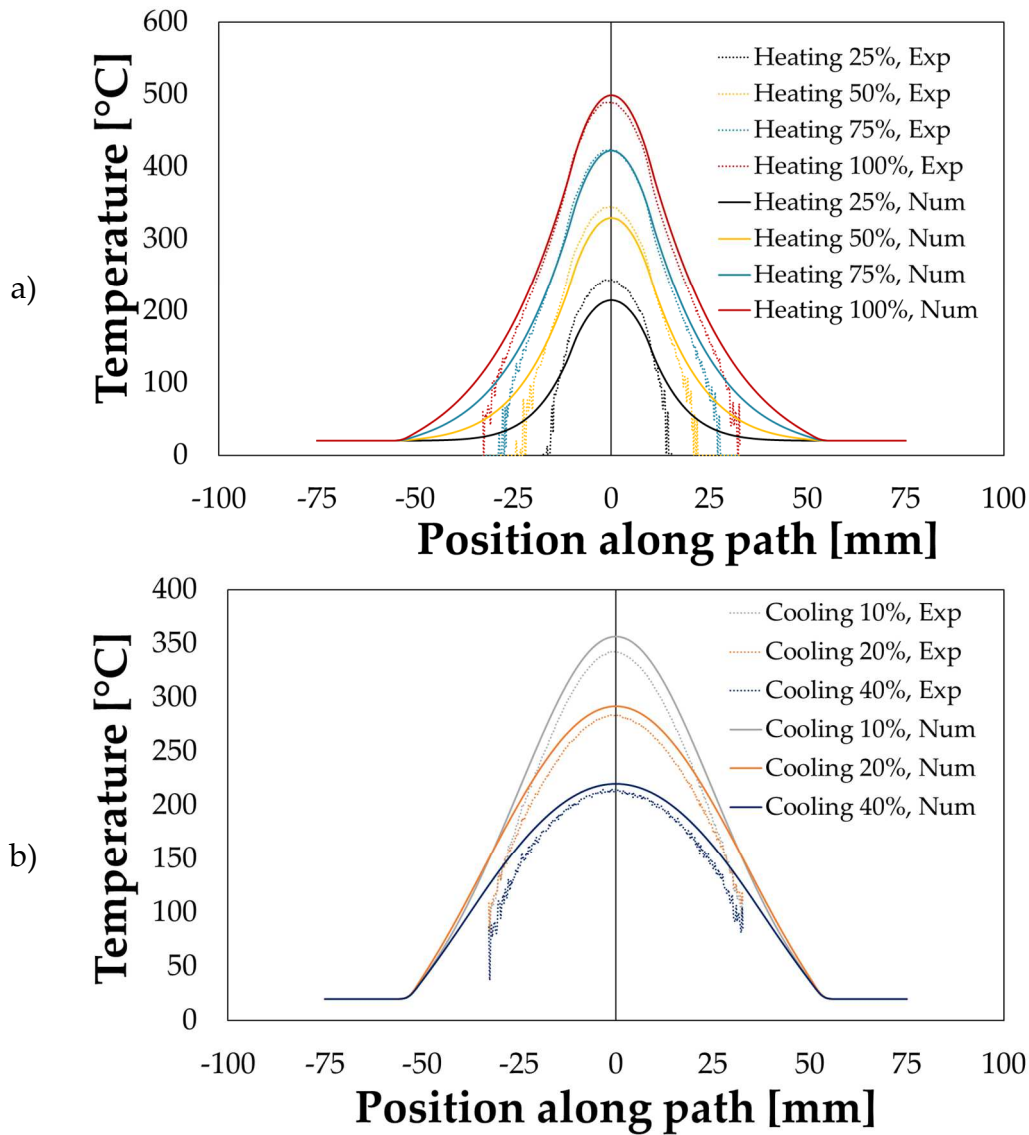 a)
Temperature [°C]
600
500
400
300
200
100
0
Heating 25%, Exp
Heating 50%, Exp
Heating 75%, Exp
Heating 100%, Exp
Heating 25%, Num
Heating 50%, Num
Heating 75%, Num
Heating 100%, Num
-100 -75 -50 -25 0 25 50 75 100
Position along path [mm]
b)
Temperature [°C]
400
350
300
250
200
150
100
50
0
Cooling 10%, Exp
Cooling 20%, Exp
Cooling 40%, Exp
Cooling 10%, Num
Cooling 20%, Num
Cooling 40%, Num
-100 -75 -50 -25 0 25 50 75 100
Position along path [mm]